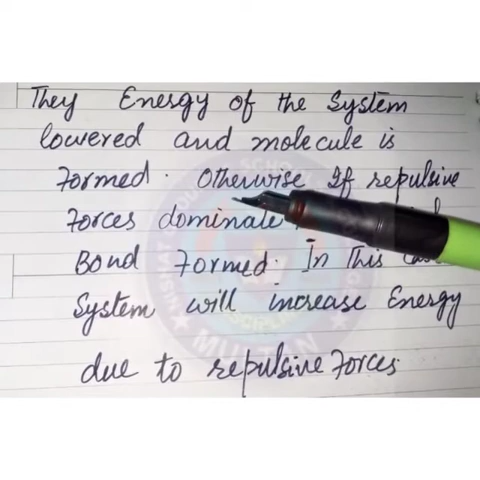 They Energy of the System
lowered and molecule is
Formed. Otherwise If repulsive
Forces dominate
Bond Formed. In This
System will increase Energy
due to repulsive Forces.
MULTAN